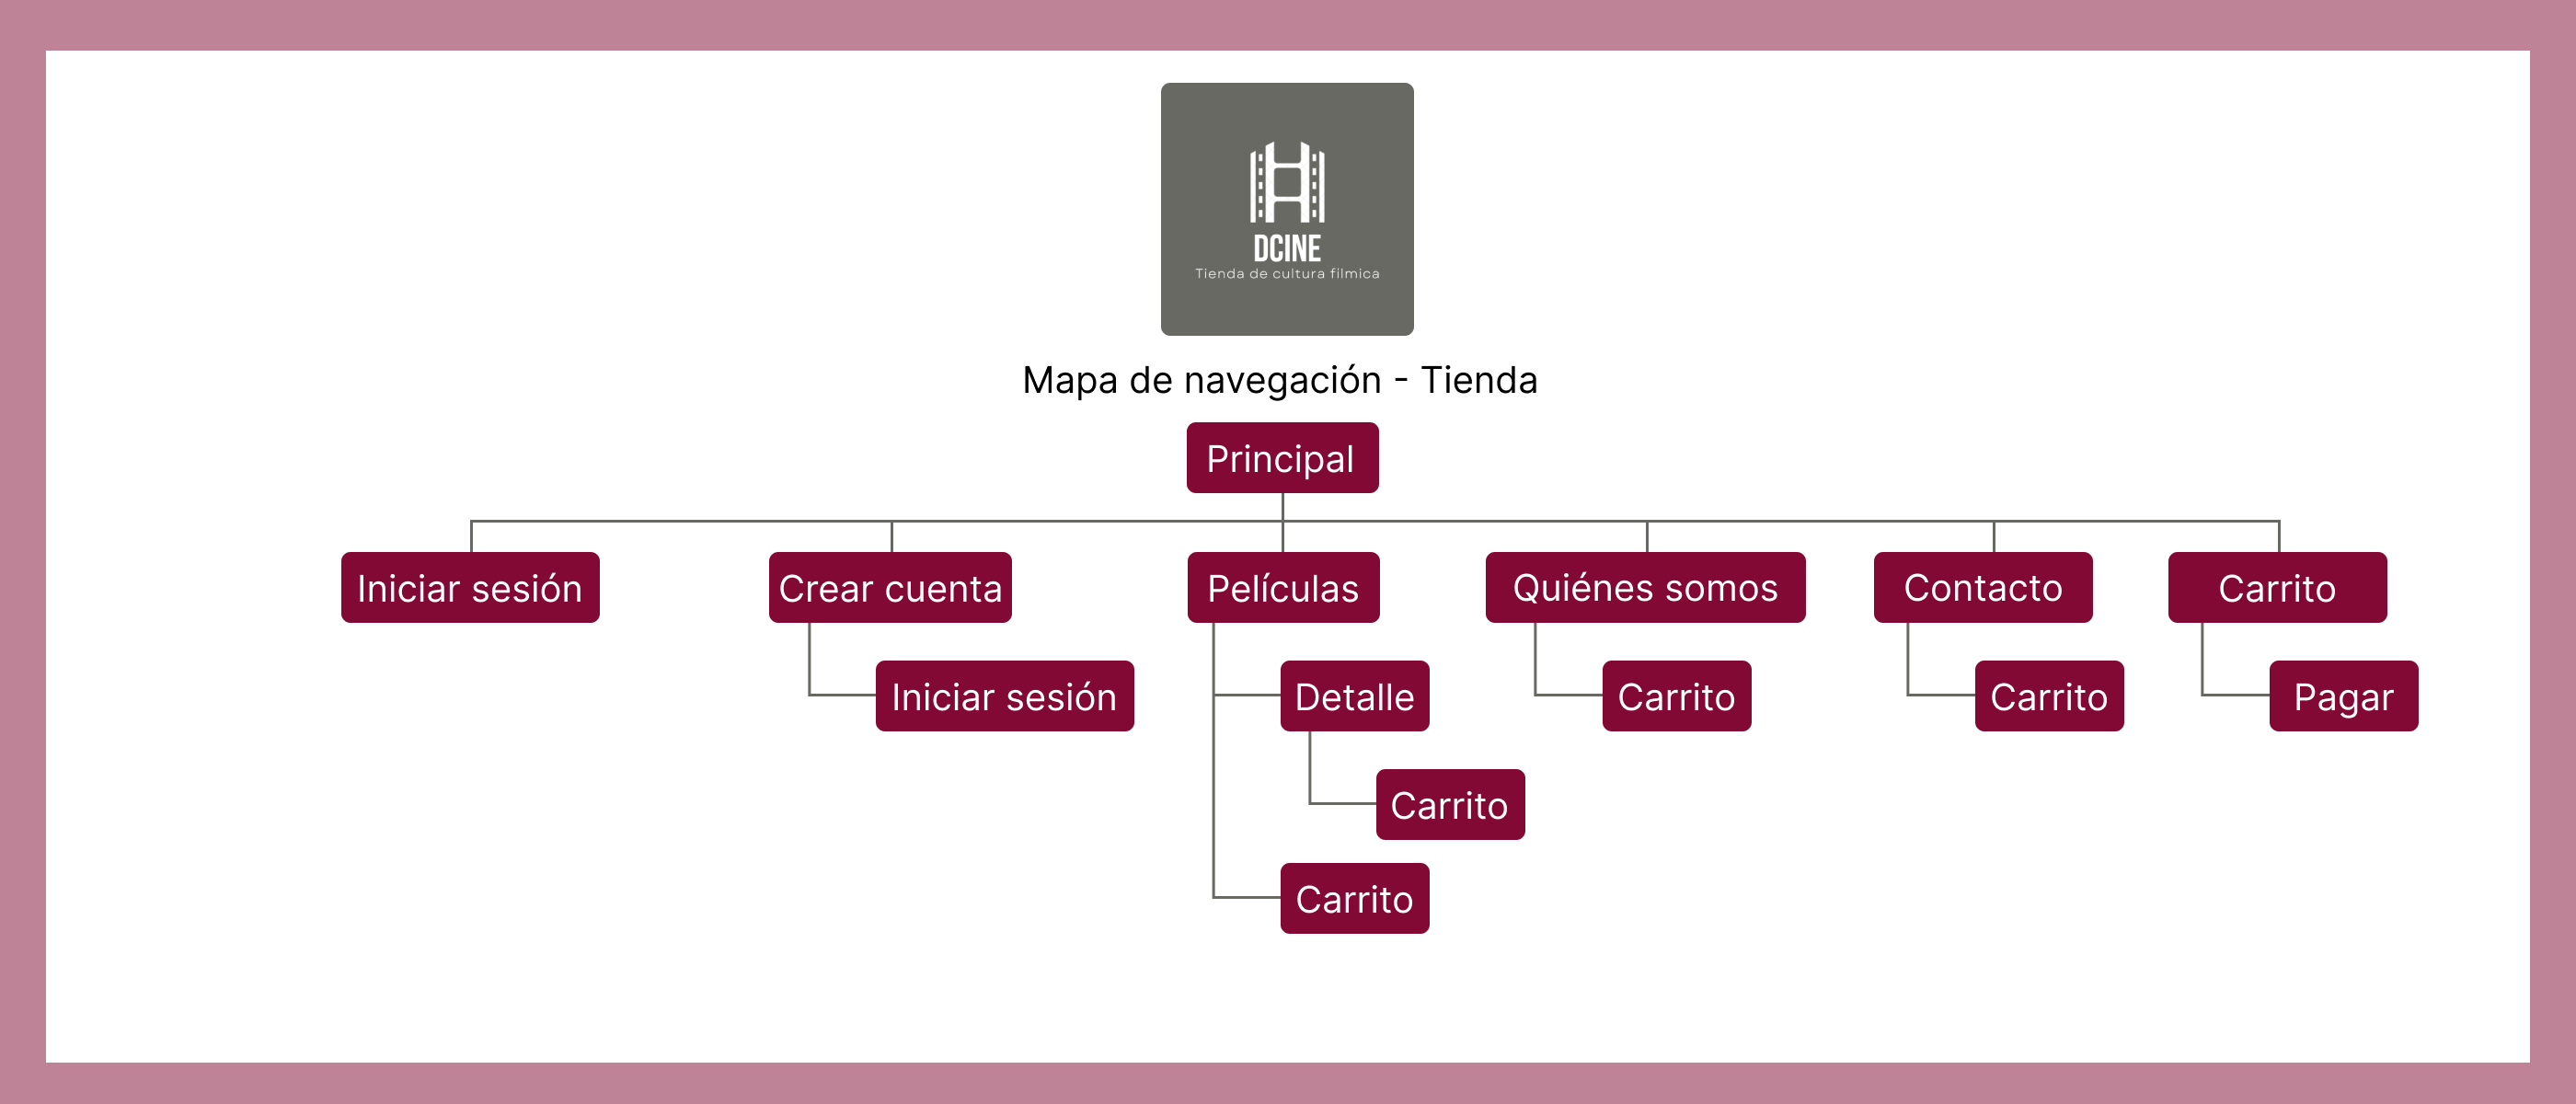 DCINE
Tienda de cultura fílmica
Mapa de navegación - Tienda
Principal
Iniciar sesión
Crear cuenta
Películas
Quiénes somos
Contacto
Carrito
Iniciar sesión
Detalle
Carrito
Carrito
Pagar
Carrito
Carrito